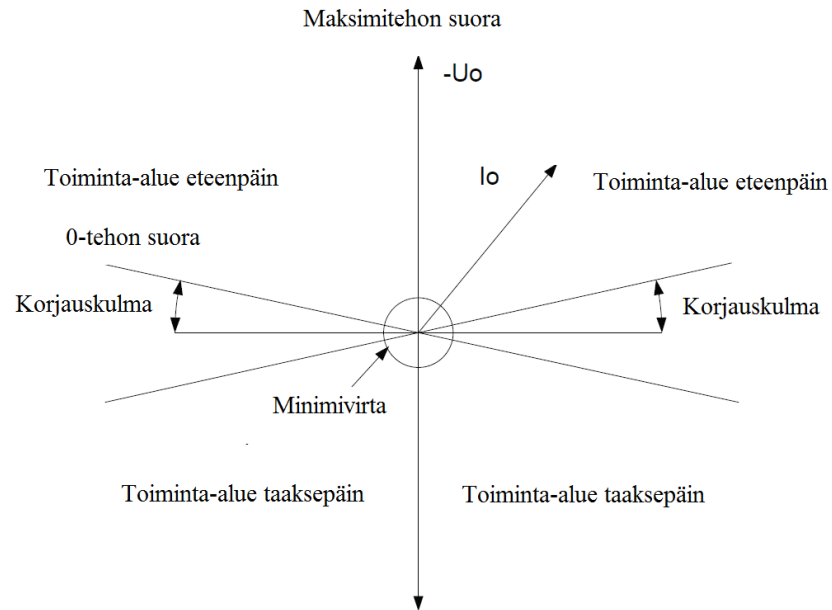 Maksimitehon suora
-Uo
Io
Toiminta-alue eteenpäin
Toiminta-alue eteenpäin
0-tehon suora
Korjauskulma
Korjauskulma
Minimivirta
Toiminta-alue taaksepäin
Toiminta-alue taaksepäin